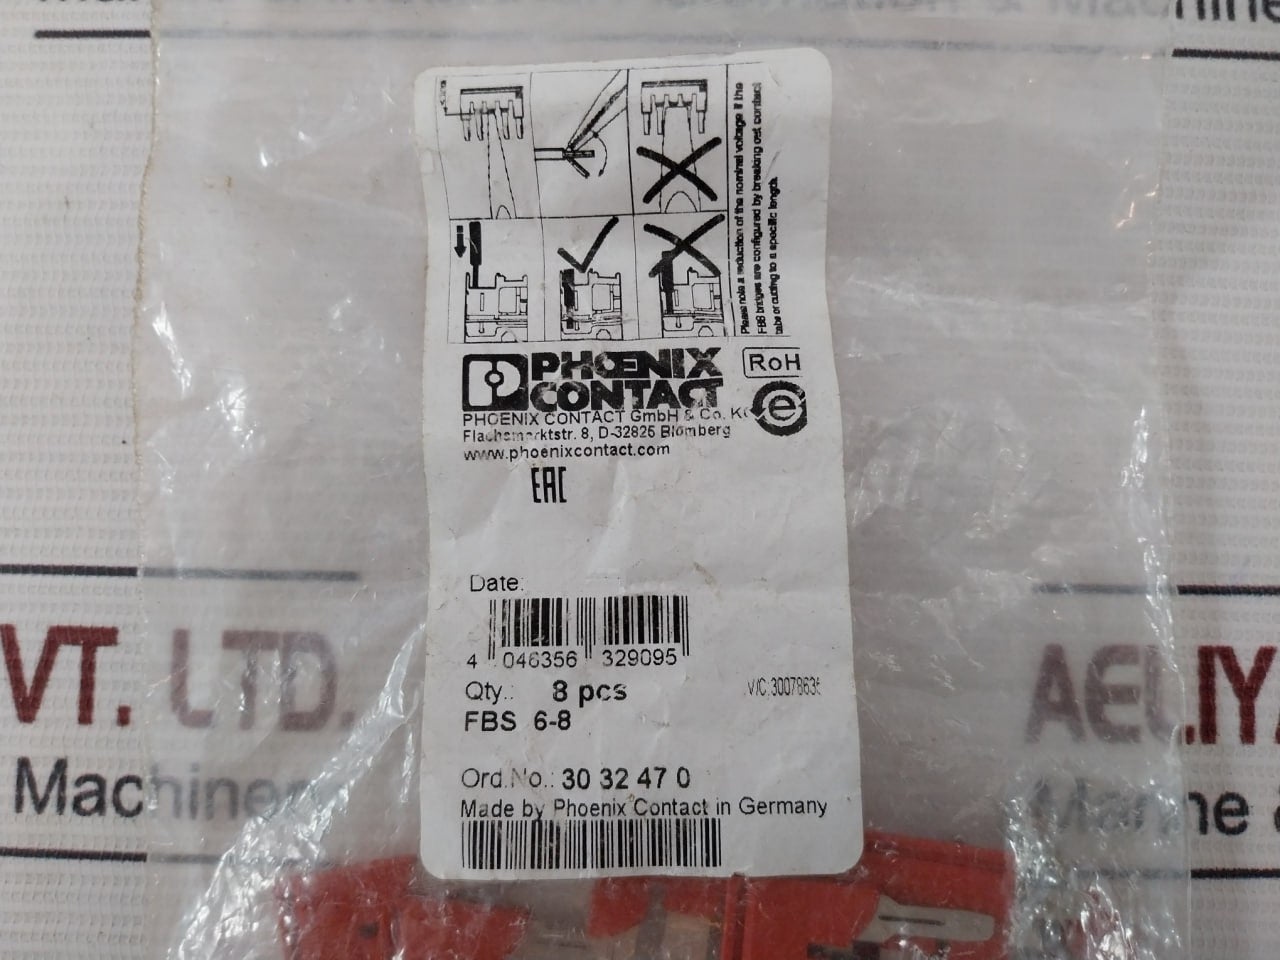 Please note a reduction of the nominal voltage if the
FBS bridges are configured by breaking out contact
tabs or cutting to a specific length.
PHOENIX
CONTACT
RoH
PHOENIX CONTACT GmbH & Co. KG
Flachsmarktstr. 8, D-32825 Blomberg
www.phoenixcontact.com
e
EAC
Date:
4 046356 329095
Qty.: 8 pcs
V/C:3007863
FBS 6-8
Ord.No.: 30 32 47 0
Made by Phoenix Contact in Germany
VT. LTD.
AELIYA
Machinery
Marine &